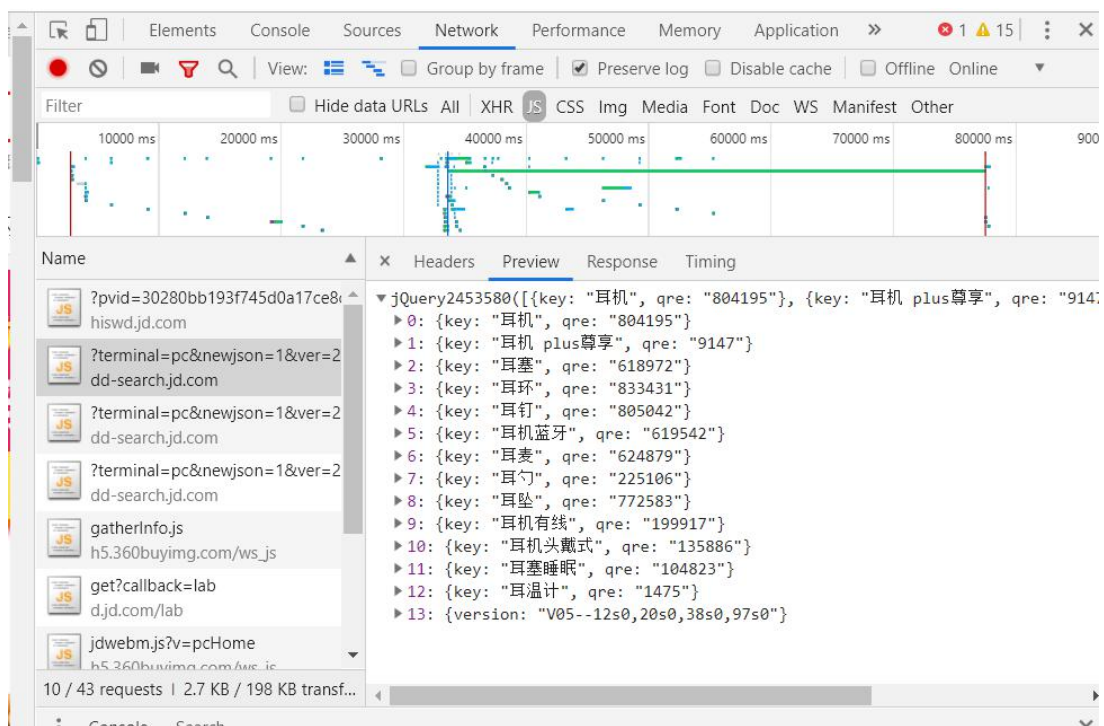 Elements Console Sources Network Performance Memory Application » 1 15
View: Group by frame Preserve log Disable cache Offline Online
Filter Hide data URLs All XHR JS CSS Img Media Font Doc WS Manifest Other
10000 ms 20000 ms 30000 ms 40000 ms 50000 ms 60000 ms 70000 ms 80000 ms 900
Name
× Headers Preview Response Timing
?pvid=30280bb193f745d0a17ce8
hiswd.jd.com
?terminal=pc&newjson=1&ver=2
dd-search.jd.com
?terminal=pc&newjson=1&ver=2
dd-search.jd.com
?terminal=pc&newjson=1&ver=2
dd-search.jd.com
gatherInfo.js
h5.360buyimg.com/ws_js
get?callback=lab
d.jd.com/lab
jdwebm.js?v=pcHome
h5.360buyimg.com/ws_js
10 / 43 requests | 2.7 KB / 198 KB transf...
jQuery2453580([{key: "耳机", qre: "804195"}, {key: "耳机 plus尊享", qre: "9147
0: {key: "耳机", qre: "804195"}
1: {key: "耳机 plus尊享", qre: "9147"}
2: {key: "耳塞", qre: "618972"}
3: {key: "耳环", qre: "833431"}
4: {key: "耳钉", qre: "805042"}
5: {key: "耳机蓝牙", qre: "619542"}
6: {key: "耳麦", qre: "624879"}
7: {key: "耳勺", qre: "225106"}
8: {key: "耳坠", qre: "772583"}
9: {key: "耳机有线", qre: "199917"}
10: {key: "耳机头戴式", qre: "135886"}
11: {key: "耳塞睡眠", qre: "104823"}
12: {key: "耳温计", qre: "1475"}
13: {version: "V05--12s0,20s0,38s0,97s0"}
Console Search